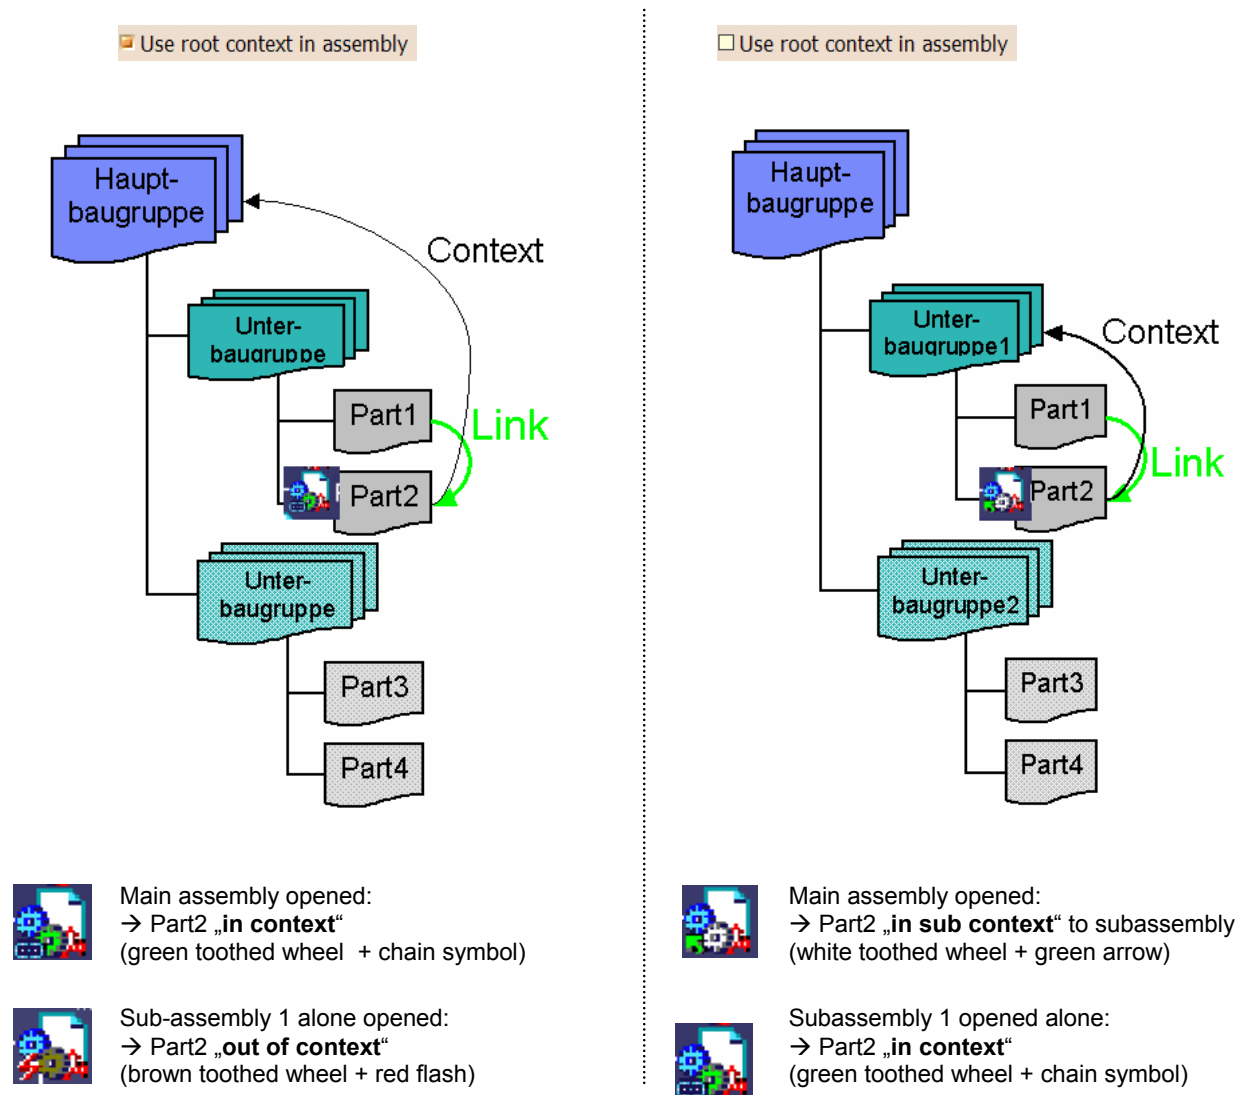 Use root context in assembly
Haupt-
baugruppe
Context
Unter-
baugruppe
Part1
Link
Part2
Unter-
baugruppe
Part3
Part4
Main assembly opened:
→ Part2 „in context“
(green toothed wheel + chain symbol)
Sub-assembly 1 alone opened:
→ Part2 „out of context“
(brown toothed wheel + red flash)
Use root context in assembly
Haupt-
baugruppe
Unter-
baugruppe1
Context
Part1
Link
Part2
Unter-
baugruppe2
Part3
Part4
Main assembly opened:
→ Part2 „in sub context“ to subassembly
(white toothed wheel + green arrow)
Subassembly 1 opened alone:
→ Part2 „in context“
(green toothed wheel + chain symbol)